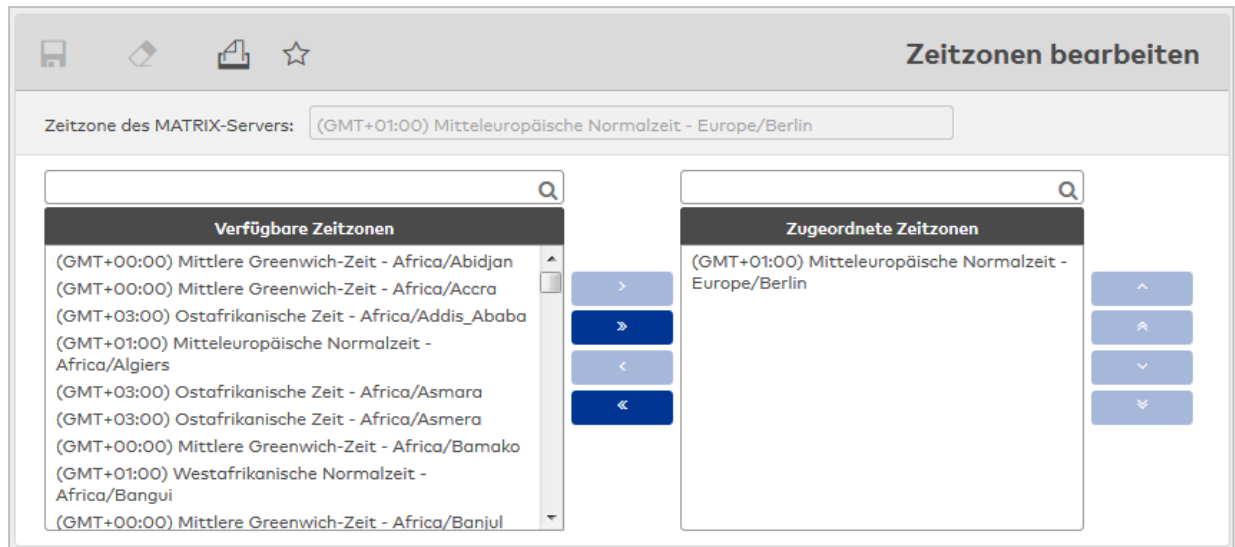 Zeitzonen bearbeiten
Zeitzone des MATRIX-Servers: (GMT+01:00) Mitteleuropäische Normalzeit - Europe/Berlin
Verfügbare Zeitzonen
(GMT+00:00) Mittlere Greenwich-Zeit - Africa/Abidjan
(GMT+00:00) Mittlere Greenwich-Zeit - Africa/Accra
(GMT+03:00) Ostafrikanische Zeit - Africa/Addis_Ababa
(GMT+01:00) Mitteleuropäische Normalzeit -
Africa/Algiers
(GMT+03:00) Ostafrikanische Zeit - Africa/Asmara
(GMT+03:00) Ostafrikanische Zeit - Africa/Asmera
(GMT+00:00) Mittlere Greenwich-Zeit - Africa/Bamako
(GMT+01:00) Westafrikanische Normalzeit -
Africa/Bangui
(GMT+00:00) Mittlere Greenwich-Zeit - Africa/Banjul
Zugeordnete Zeitzonen
(GMT+01:00) Mitteleuropäische Normalzeit -
Europe/Berlin